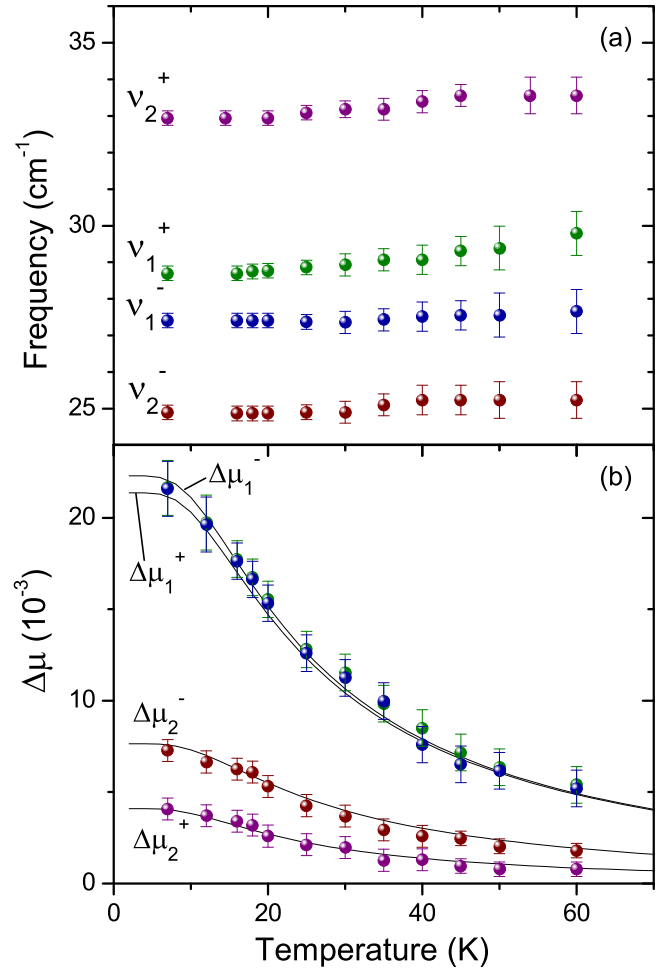 (a)
35
30
25
Frequency (cm⁻¹)
ν₂⁺
ν₁⁺
ν₁⁻
ν₂⁻
(b)
20
10
0
Δμ (10⁻³)
Δμ₁⁻
Δμ₁⁺
Δμ₂⁻
Δμ₂⁺
0 20 40 60
Temperature (K)